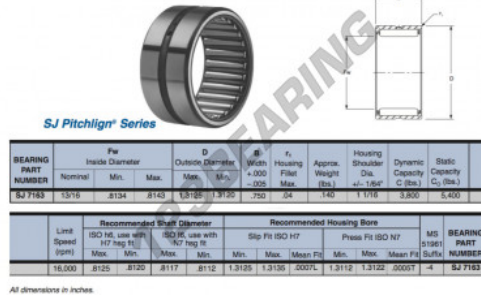 r,
Fw
D
SJ Pitchlign® Series
BEARING PART NUMBER
Fw Inside Diameter
D Outside Diameter
B Width +.000 -.005
r, Housing Fillet Max.
Approx. Weight (lbs.)
Housing Shoulder Dia. +/- 1/64"
Dynamic Capacity C (lbs.)
Static Capacity C₀ (lbs.)
Nominal Min. Max. Max. Min.
SJ 7163 13/16 .8134 .8143 1.3125 1.3120 .750 .04 .140 1 1/16 3,800 5,400
Limit Speed (rpm)
Recommended Shaft Diameter
Recommended Housing Bore
MS 51961 Suffix
BEARING PART NUMBER
ISO h6, use with H7 hsg fit
ISO f6, use with N7 hsg fit
Slip Fit ISO H7
Press Fit ISO N7
Max. Min. Max. Min. Min. Max. Mean Fit Min. Max. Mean Fit
16,000 .8125 .8120 .8117 .8112 1.3125 1.3135 .0007L 1.3112 1.3122 .0005T -4 SJ 7163
All dimensions in inches.
123BEARING